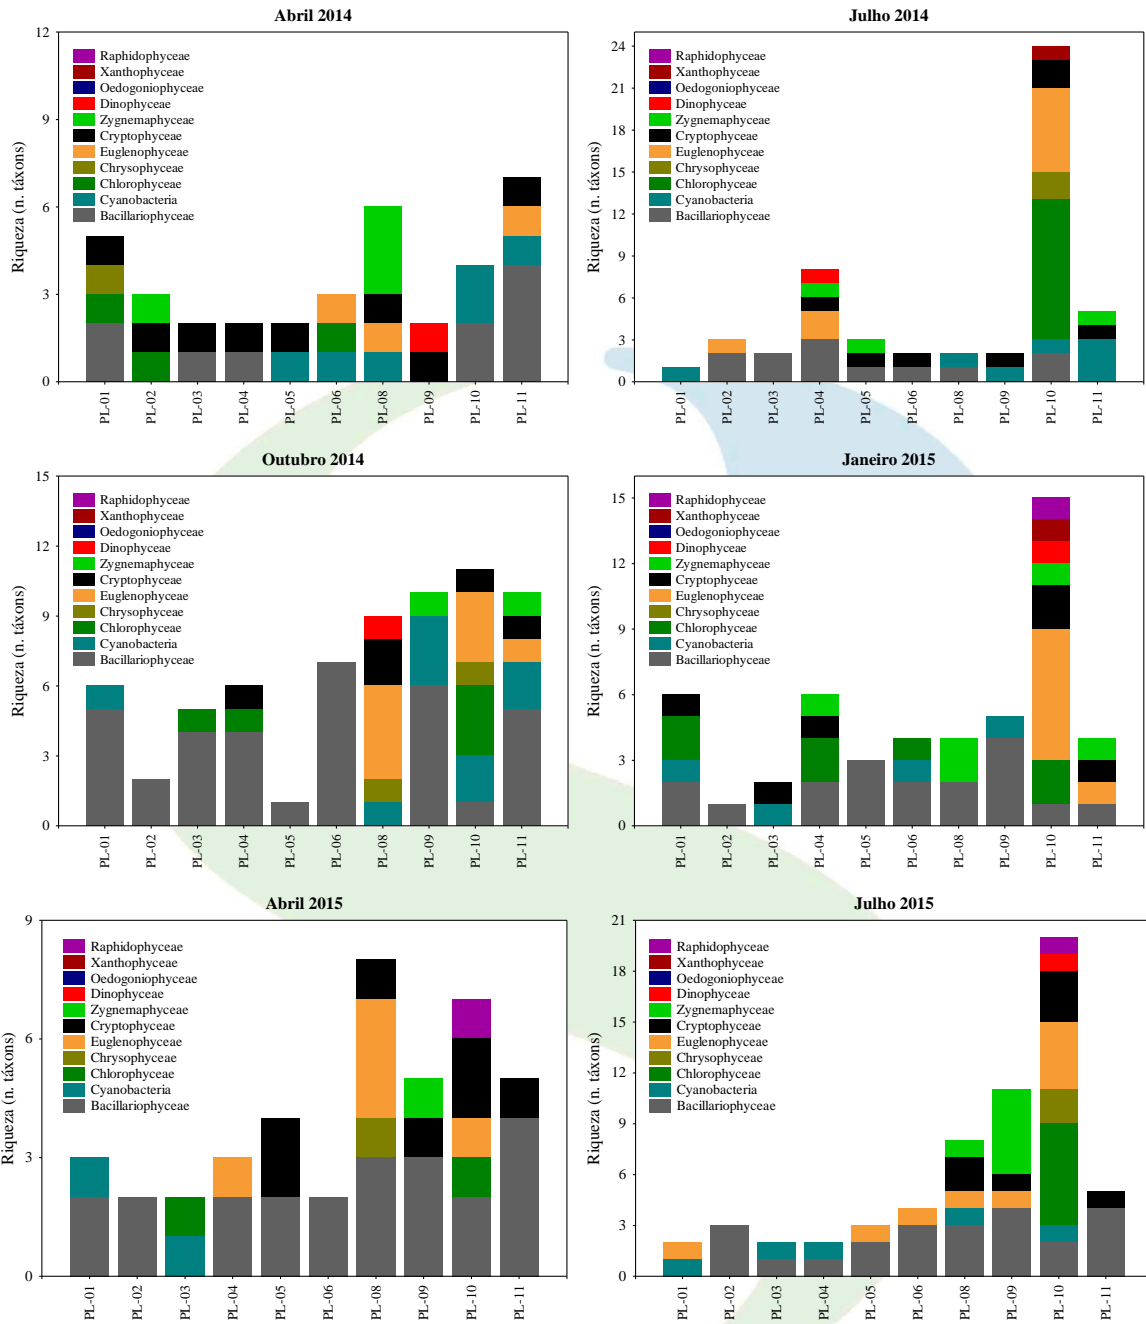 Abril 2014
12
9
6
3
0
Riqueza (n. táxons)
Raphidophyceae
Xanthophyceae
Oedogoniophyceae
Dinophyceae
Zygnemaphyceae
Cryptophyceae
Euglenophyceae
Chrysophyceae
Chlorophyceae
Cyanobacteria
Bacillariophyceae
PL-01
PL-02
PL-03
PL-04
PL-05
PL-06
PL-08
PL-09
PL-10
PL-11
Julho 2014
24
21
18
15
12
9
6
3
0
Riqueza (n. táxons)
Raphidophyceae
Xanthophyceae
Oedogoniophyceae
Dinophyceae
Zygnemaphyceae
Cryptophyceae
Euglenophyceae
Chrysophyceae
Chlorophyceae
Cyanobacteria
Bacillariophyceae
PL-01
PL-02
PL-03
PL-04
PL-05
PL-06
PL-08
PL-09
PL-10
PL-11
Outubro 2014
15
12
9
6
3
0
Riqueza (n. táxons)
Raphidophyceae
Xanthophyceae
Oedogoniophyceae
Dinophyceae
Zygnemaphyceae
Cryptophyceae
Euglenophyceae
Chrysophyceae
Chlorophyceae
Cyanobacteria
Bacillariophyceae
PL-01
PL-02
PL-03
PL-04
PL-05
PL-06
PL-08
PL-09
PL-10
PL-11
Janeiro 2015
15
12
9
6
3
0
Riqueza (n. táxons)
Raphidophyceae
Xanthophyceae
Oedogoniophyceae
Dinophyceae
Zygnemaphyceae
Cryptophyceae
Euglenophyceae
Chrysophyceae
Chlorophyceae
Cyanobacteria
Bacillariophyceae
PL-01
PL-02
PL-03
PL-04
PL-05
PL-06
PL-08
PL-09
PL-10
PL-11
Abril 2015
9
6
3
0
Riqueza (n. táxons)
Raphidophyceae
Xanthophyceae
Oedogoniophyceae
Dinophyceae
Zygnemaphyceae
Cryptophyceae
Euglenophyceae
Chrysophyceae
Chlorophyceae
Cyanobacteria
Bacillariophyceae
PL-01
PL-02
PL-03
PL-04
PL-05
PL-06
PL-08
PL-09
PL-10
PL-11
Julho 2015
21
18
15
12
9
6
3
0
Riqueza (n. táxons)
Raphidophyceae
Xanthophyceae
Oedogoniophyceae
Dinophyceae
Zygnemaphyceae
Cryptophyceae
Euglenophyceae
Chrysophyceae
Chlorophyceae
Cyanobacteria
Bacillariophyceae
PL-01
PL-02
PL-03
PL-04
PL-05
PL-06
PL-08
PL-09
PL-10
PL-11